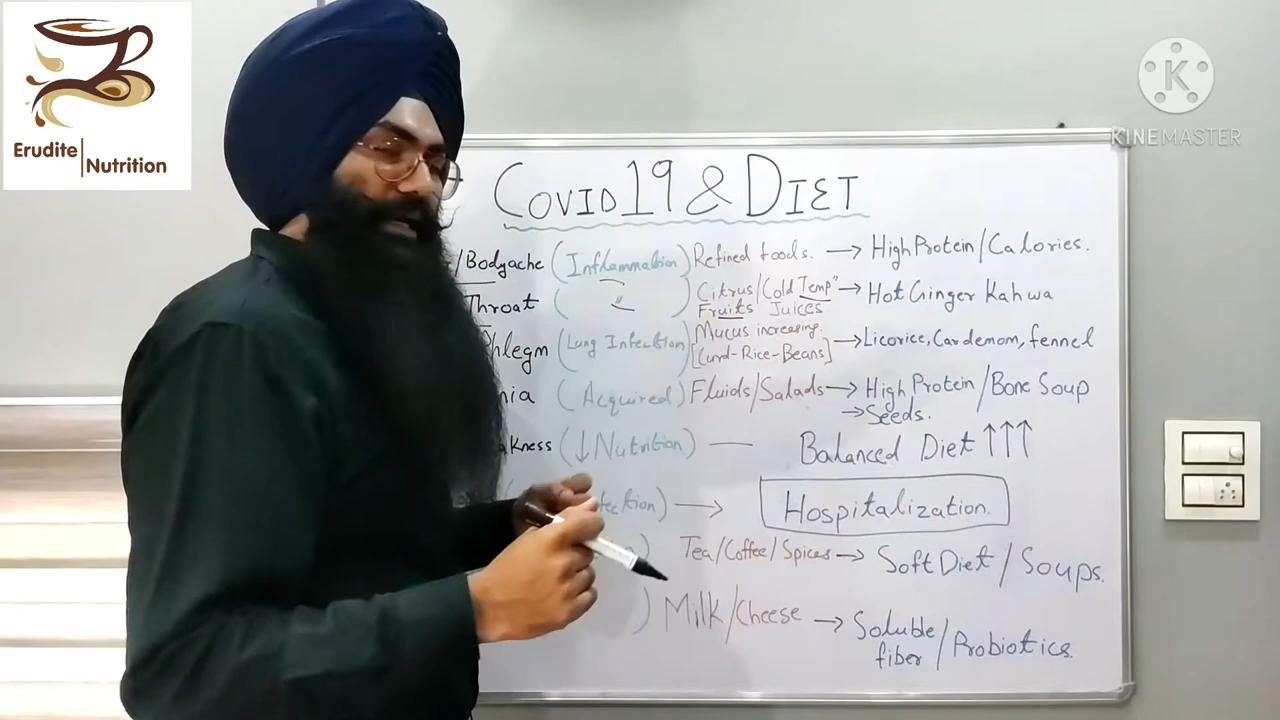 Erudite Nutrition
K
KINEMASTER
COVID 19 & DIET
/Bodyache (Inflammation) Refined foods. → High Protein/Calories.
Throat ( " ) Citrus/Cold Temp" → Hot Ginger Kahwa
Fruits Juices
Phlegm (Lung Infection) Mucus increasing. → Licorice, Cardemom, fennel
[Curd-Rice-Beans]
nia (Acquired) Fluids/Salads → High Protein/Bone Soup
→ Seeds.
akness (↓ Nutrition) — Balanced Diet ↑↑↑
fection) → Hospitalization.
) Tea/Coffee/Spices → Soft Diet/Soups.
) Milk/Cheese → Soluble/Probiotics.
fiber